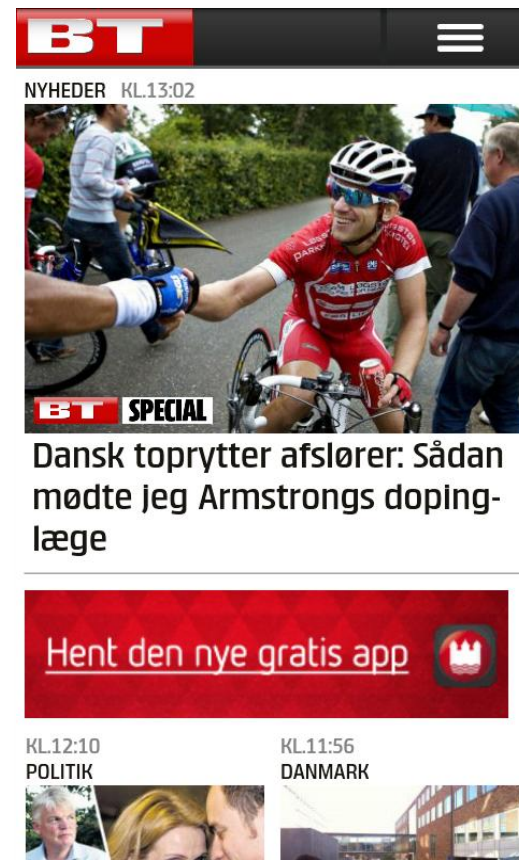 BT
NYHEDER KL.13:02
BT SPECIAL
Dansk toprytter afslører: Sådan
mødte jeg Armstrongs doping-
læge
Hent den nye gratis app
KL.12:10
POLITIK
KL.11:56
DANMARK